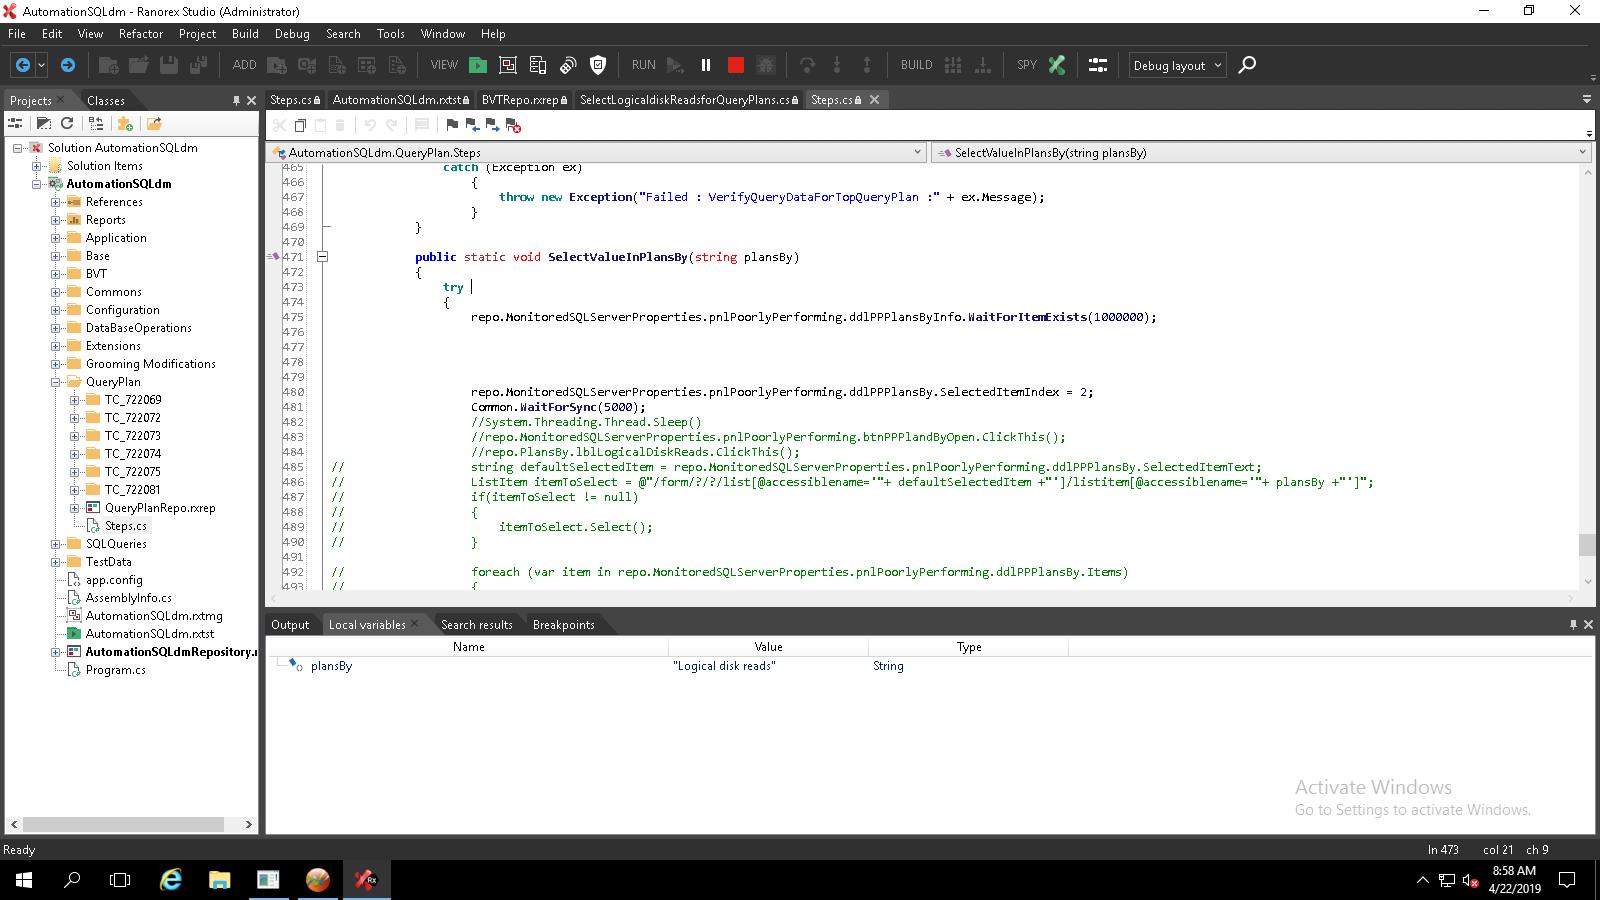 AutomationSQLdm - Ranorex Studio (Administrator)
File Edit View Refactor Project Build Debug Search Tools Window Help
ADD VIEW RUN BUILD SPY Debug layout
Projects Classes
Steps.cs AutomationSQLdm.rxtst BVTRepo.rxrep SelectLogicaldiskReadsforQueryPlans.cs Steps.cs
AutomationSQLdm.QueryPlan.Steps SelectValueInPlansBy(string plansBy)
Solution AutomationSQLdm
Solution Items
AutomationSQLdm
References
Reports
Application
Base
BVT
Commons
Configuration
DataBaseOperations
Extensions
Grooming Modifications
QueryPlan
TC_722069
TC_722072
TC_722073
TC_722074
TC_722075
TC_722081
QueryPlanRepo.rxrep
Steps.cs
SQLQueries
TestData
app.config
AssemblyInfo.cs
AutomationSQLdm.rxtmg
AutomationSQLdm.rxtst
AutomationSQLdmRepository.r
Program.cs
465 catch (Exception ex)
466 {
467 throw new Exception("Failed : VerifyQueryDataForTopQueryPlan :" + ex.Message);
468 }
469 }
470
471 public static void SelectValueInPlansBy(string plansBy)
472 {
473 try
474 {
475 repo.MonitoredSQLServerProperties.pnlPoorlyPerforming.ddlPPPlansByInfo.WaitForItemExists(1000000);
476
477
478
479
480 repo.MonitoredSQLServerProperties.pnlPoorlyPerforming.ddlPPPlansBy.SelectedItemIndex = 2;
481 Common.WaitForSync(5000);
482 //System.Threading.Thread.Sleep()
483 //repo.MonitoredSQLServerProperties.pnlPoorlyPerforming.btnPPPlandByOpen.ClickThis();
484 //repo.PlansBy.lblLogicalDiskReads.ClickThis();
485 // string defaultSelectedItem = repo.MonitoredSQLServerProperties.pnlPoorlyPerforming.ddlPPPlansBy.SelectedItemText;
486 // ListItem itemToSelect = @"/form/?/?/list[@accessiblename='"+ defaultSelectedItem +"']/listitem[@accessiblename='"+ plansBy +"']";
487 // if(itemToSelect != null)
488 // {
489 // itemToSelect.Select();
490 // }
491
492 // foreach (var item in repo.MonitoredSQLServerProperties.pnlPoorlyPerforming.ddlPPPlansBy.Items)
493 // {
Output Local variables Search results Breakpoints
Name Value Type
plansBy "Logical disk reads" String
Activate Windows
Go to Settings to activate Windows.
Ready ln 473 col 21 ch 9
8:58 AM
4/22/2019